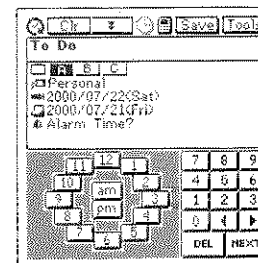 Clr Save Tools
To Do
A B C
Personal
2000/07/22(Sat)
2000/07/21(Fri)
Alarm Time?
11 12 1 7 8 9
10 am 2 4 5 6
9 pm 3 1 2 3
8 4 0
7 6 5 DEL NEXT